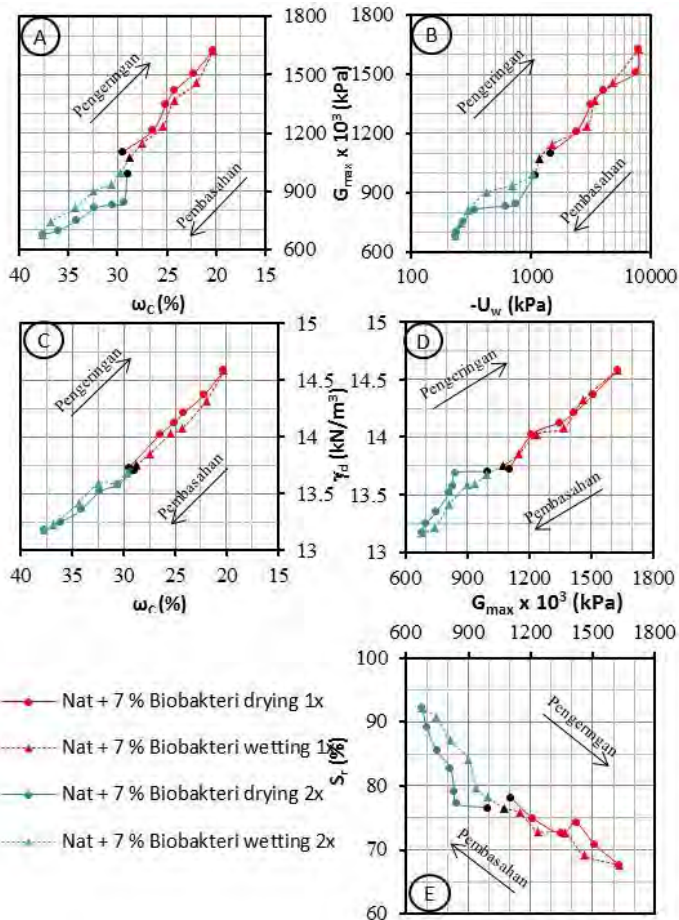 A
Pengeringan
Pembasahan
600
900
1200
1500
1800
40 35 30 25 20 15
ω_C (%)
G_max x 10³ (kPa)
B
Pengeringan
Pembasahan
600
900
1200
1500
1800
100 1000 10000
-U_w (kPa)
C
Pengeringan
Pembasahan
13
13.5
14
14.5
15
40 35 30 25 20 15
ω_C (%)
γ_d (kN/m³)
D
Pengeringan
Pembasahan
13
13.5
14
14.5
15
600 900 1200 1500 1800
G_max x 10³ (kPa)
600 900 1200 1500 1800
100
90
80
70
60
S_r (%)
Pengeringan
Pembasahan
E
Nat + 7 % Biobakteri drying 1x
Nat + 7 % Biobakteri wetting 1x
Nat + 7 % Biobakteri drying 2x
Nat + 7 % Biobakteri wetting 2x